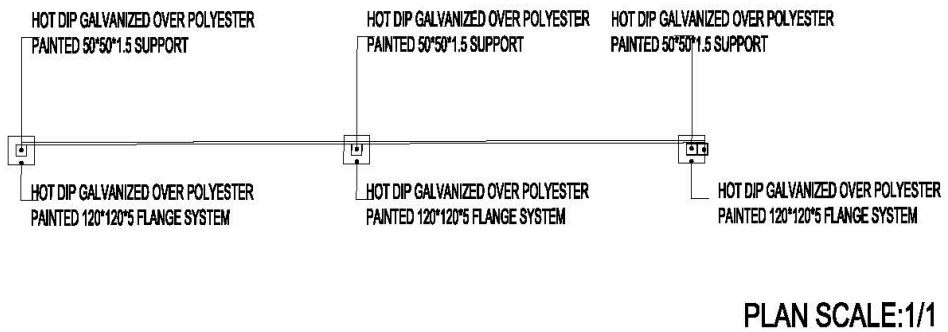 HOT DIP GALVANIZED OVER POLYESTER
PAINTED 50*50*1.5 SUPPORT
HOT DIP GALVANIZED OVER POLYESTER
PAINTED 50*50*1.5 SUPPORT
HOT DIP GALVANIZED OVER POLYESTER
PAINTED 50*50*1.5 SUPPORT
HOT DIP GALVANIZED OVER POLYESTER
PAINTED 120*120*5 FLANGE SYSTEM
HOT DIP GALVANIZED OVER POLYESTER
PAINTED 120*120*5 FLANGE SYSTEM
HOT DIP GALVANIZED OVER POLYESTER
PAINTED 120*120*5 FLANGE SYSTEM
PLAN SCALE:1/1